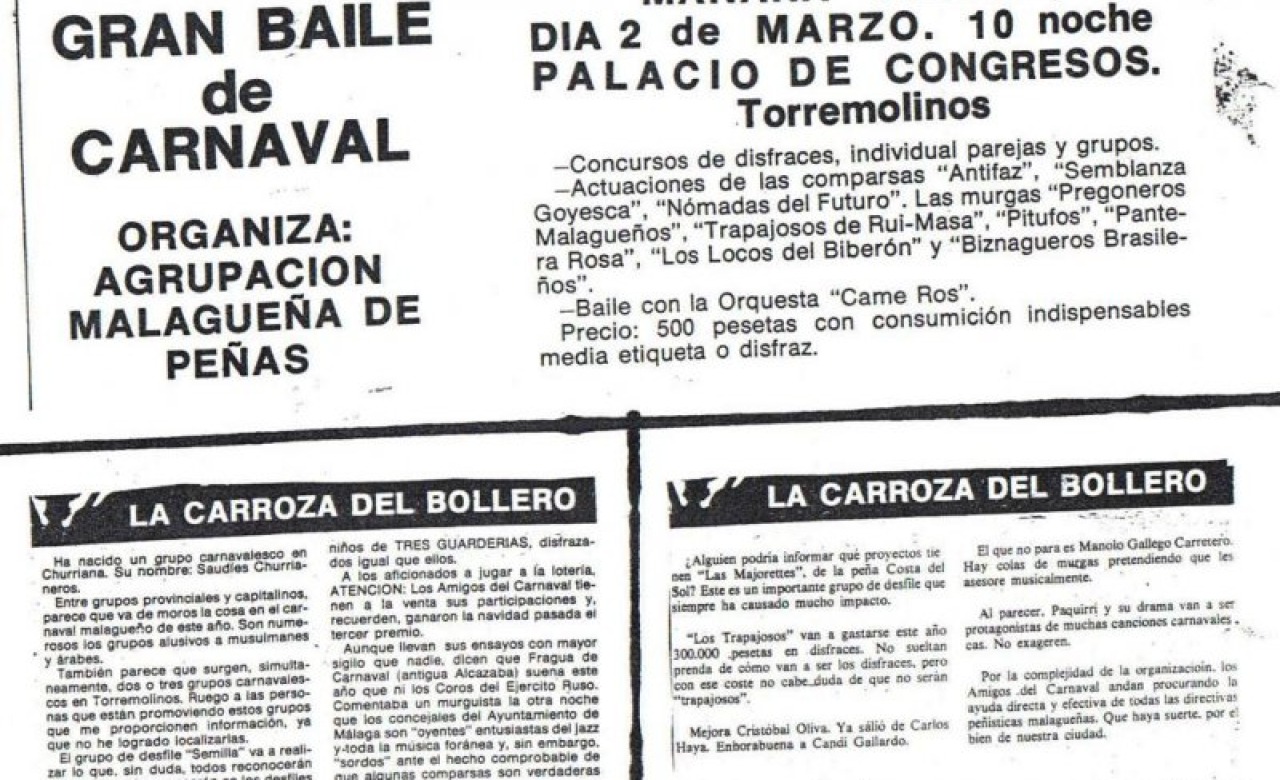 GRAN BAILE
de
CARNAVAL
ORGANIZA:
AGRUPACION
MALAGUEÑA DE
PEÑAS
DIA 2 de MARZO. 10 noche
PALACIO DE CONGRESOS.
Torremolinos
—Concursos de disfraces, individual parejas y grupos.
—Actuaciones de las comparsas “Antifaz”, “Semblanza
Goyesca”, “Nómadas del Futuro”. Las murgas “Pregoneros
Malagueños”, “Trapajosos de Rui-Masa”, “Pitufos”, “Pante-
ra Rosa”, “Los Locos del Biberón” y “Biznagueros Brasile-
ños”.
—Baile con la Orquesta “Came Ros”.
Precio: 500 pesetas con consumición indispensables
media etiqueta o disfraz.
LA CARROZA DEL BOLLERO
Ha nacido un grupo carnavalesco en
Churriana. Su nombre: Saudíes Churria-
neros.
Entre grupos provinciales y capitalinos,
parece que va de moros la cosa en el car-
naval malagueño de este año. Son nume-
rosos los grupos alusivos a musulmanes
y árabes.
También parece que surgen, simulta-
neamente, dos o tres grupos carnavales-
cos en Torremolinos. Ruego a las perso-
nas que están promoviendo estos grupos
que me proporcionen información, ya
que no he logrado localizarlas.
El grupo de desfile “Semilla” va a reali-
zar lo que, sin duda, todos reconocerán
en los desfiles
niños de TRES GUARDERIAS, disfraza-
dos igual que ellos.
A los aficionados a jugar a la lotería,
ATENCION: Los Amigos del Carnaval tie-
nen a la venta sus participaciones y,
recuerden, ganaron la navidad pasada el
tercer premio.
Aunque llevan sus ensayos con mayor
sigilo que nadie, dicen que Fragua de
Carnaval (antigua Alcazaba) suena este
año que ni los Coros del Ejercito Ruso.
Comentaba un murguista la otra noche
que los concejales del Ayuntamiento de
Málaga son “oyentes” entusiastas del jazz
y-toda la música foránea y, sin embargo,
“sordos” ante el hecho comprobable de
que algunas comparsas son verdaderas
LA CARROZA DEL BOLLERO
¿Alguien podría informar qué proyectos tie
nen “Las Majorettes”, de la peña Costa del
Sol? Este es un importante grupo de desfile que
siempre ha causado mucho impacto.
“Los Trapajosos” van a gastarse este año
300.000 pesetas en disfraces. No sueltan
prenda de cómo van a ser los disfraces, pero
con ese coste no cabe duda de que no serán
“trapajosos”.
Mejora Cristóbal Oliva. Ya salió de Carlos
Haya. Enborabuena a Candi Gallardo.
El que no para es Manolo Gallego Carretero.
Hay colas de murgas pretendiendo que les
asesore musicalmente.
Al parecer, Paquirri y su drama van a ser
protagonistas de muchas canciones carnavales
cas. No exageren.
Por la complejidad de la organizacioín, los
Amigos del Carnaval andan procurando la
ayuda directa y efectiva de todas las directivas
peñísticas malagueñas. Que haya suerte, por el
bien de nuestra ciudad.